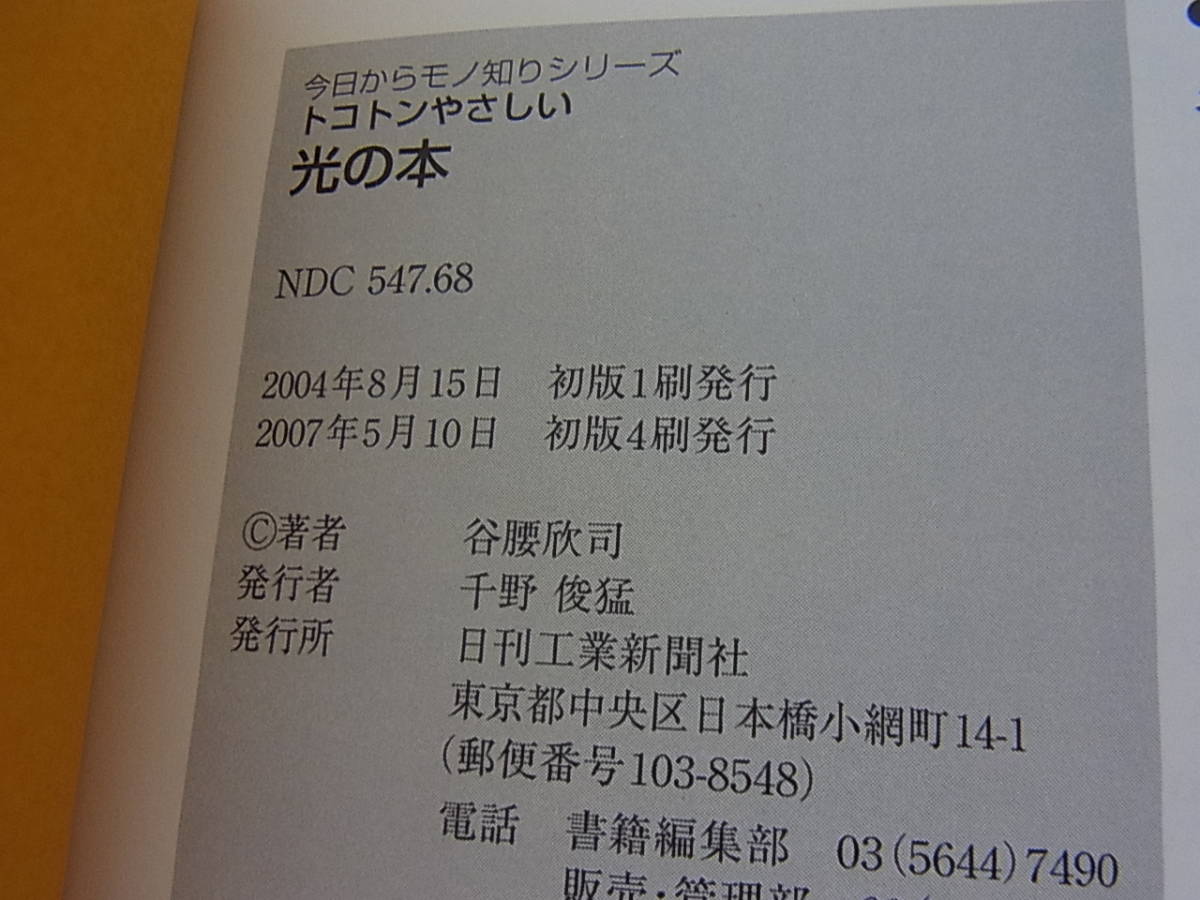 今日からモノ知りシリーズ
トコトンやさしい
光の本
NDC 547.68
2004年8月15日 初版1刷発行
2007年5月10日 初版4刷発行
©著者 谷腰欣司
発行者 千野 俊猛
発行所 日刊工業新聞社
東京都中央区日本橋小網町14-1
(郵便番号103-8548)
電話 書籍編集部 03(5644)7490
販売・管理部